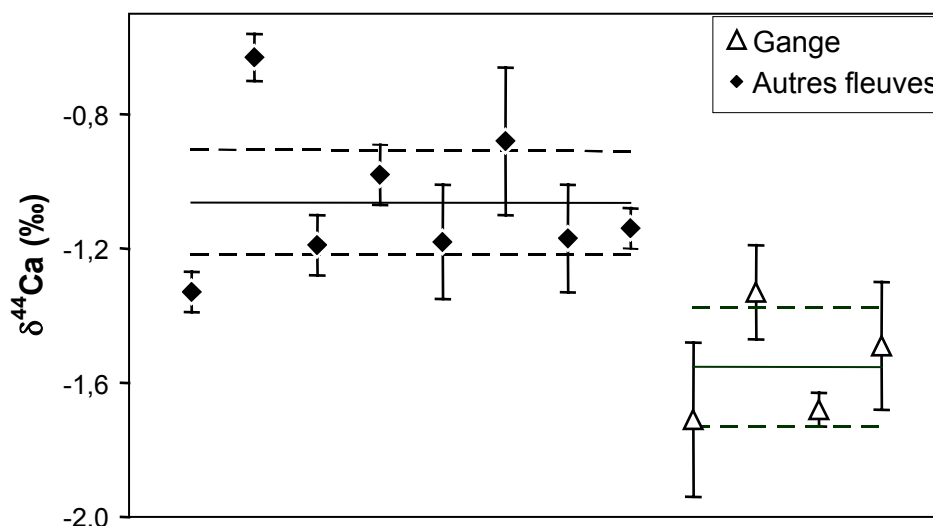 Gange
Autres fleuves
-0,8
-1,2
-1,6
-2,0
δ44Ca (‰)